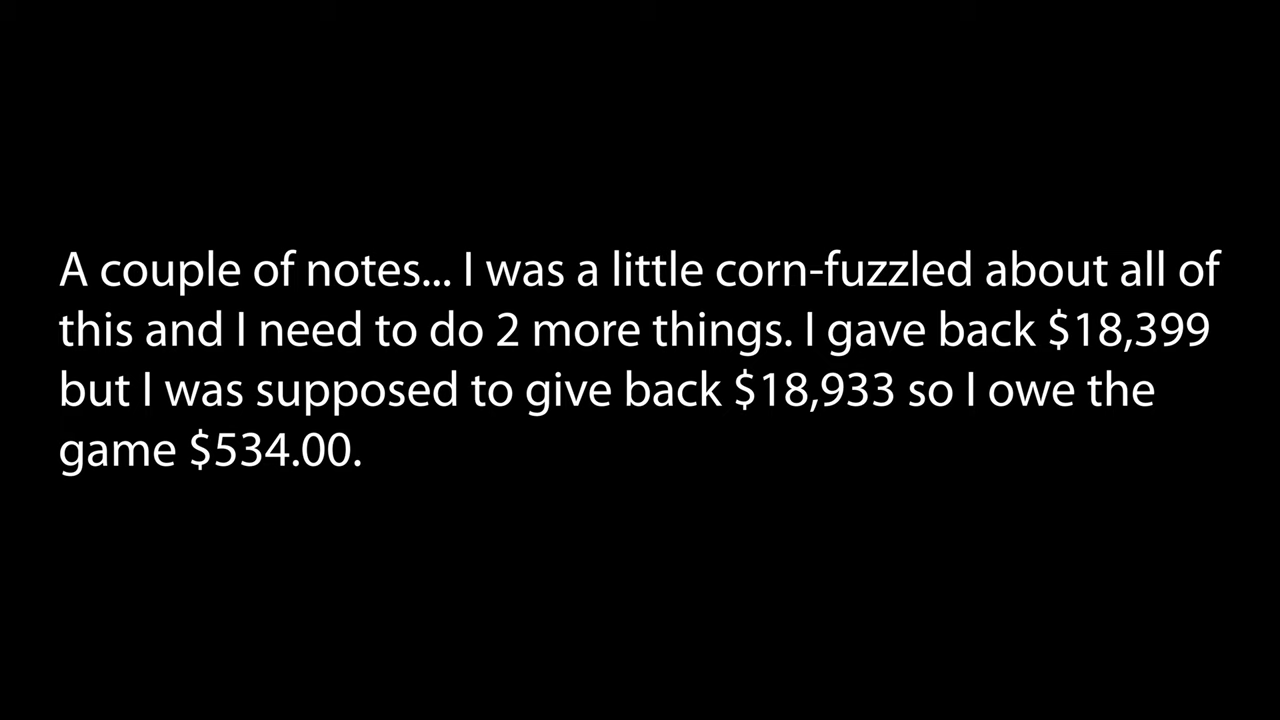 A couple of notes... I was a little corn-fuzzled about all of
this and I need to do 2 more things. I gave back $18,399
but I was supposed to give back $18,933 so I owe the
game $534.00.